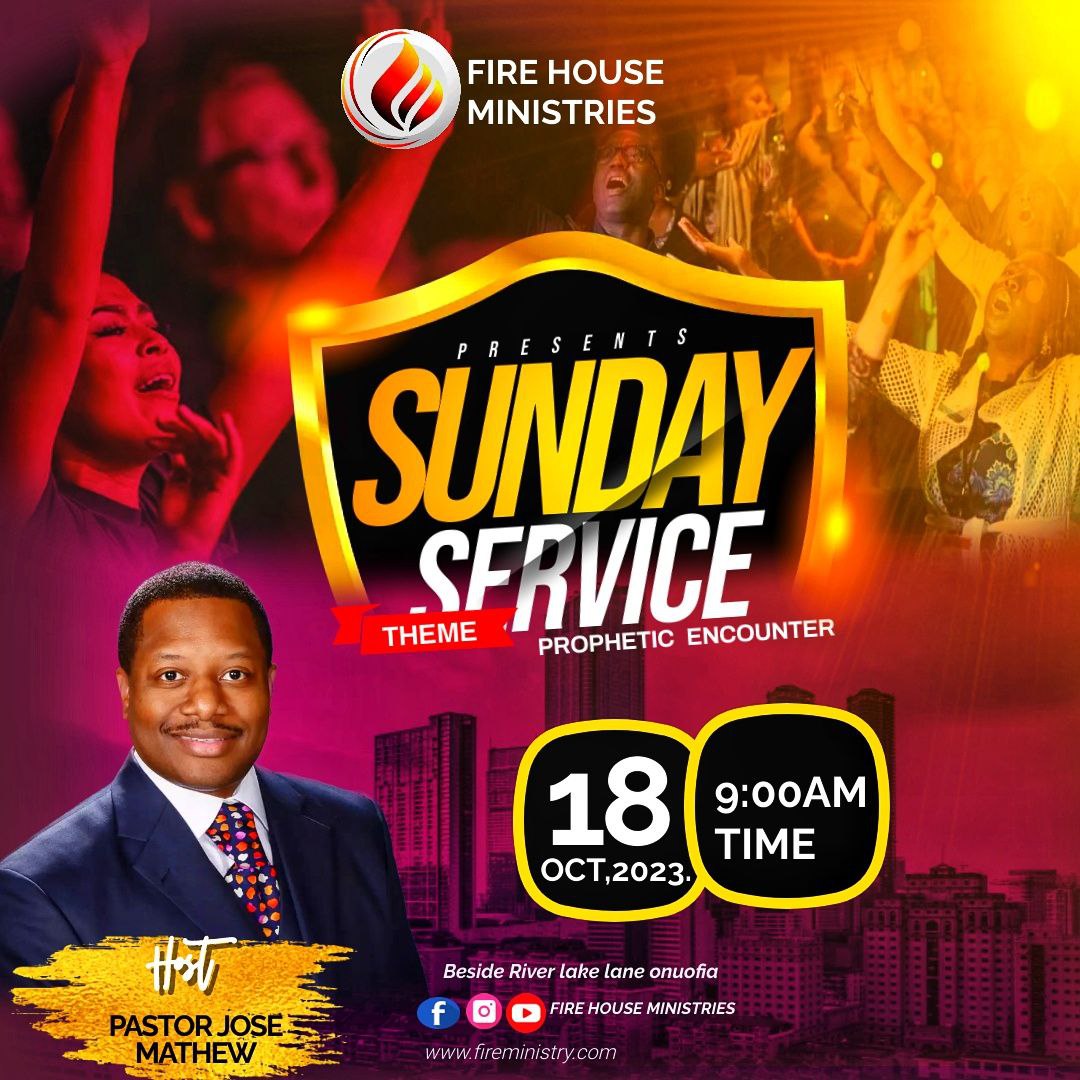 FIRE HOUSE
MINISTRIES
PRESENTS
SUNDAY
SERVICE
THEME
PROPHETIC ENCOUNTER
18
OCT,2023.
9:00AM
TIME
Host
PASTOR JOSE
MATHEW
Beside River lake lane onuofia
FIRE HOUSE MINISTRIES
www.fireministry.com